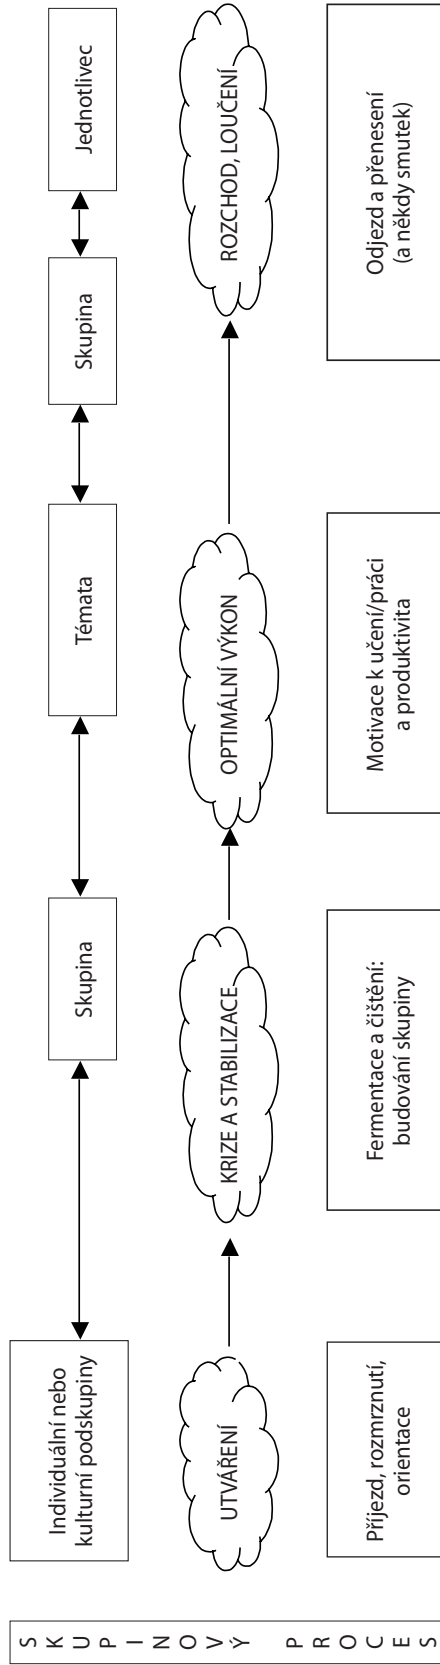 SKUPINOVÝ PROCES
Individuální nebo
kulturní podskupiny
Skupina
Témata
Skupina
Jednotlivec
UTVÁŘENÍ
KRIZE A STABILIZACE
OPTIMÁLNÍ VÝKON
ROZCHOD, LOUČENÍ
Příjezd, rozmrznutí,
orientace
Fermentace a čištění:
budování skupiny
Motivace k učení/práci
a produktivita
Odjezd a přenesení
(a někdy smutek)